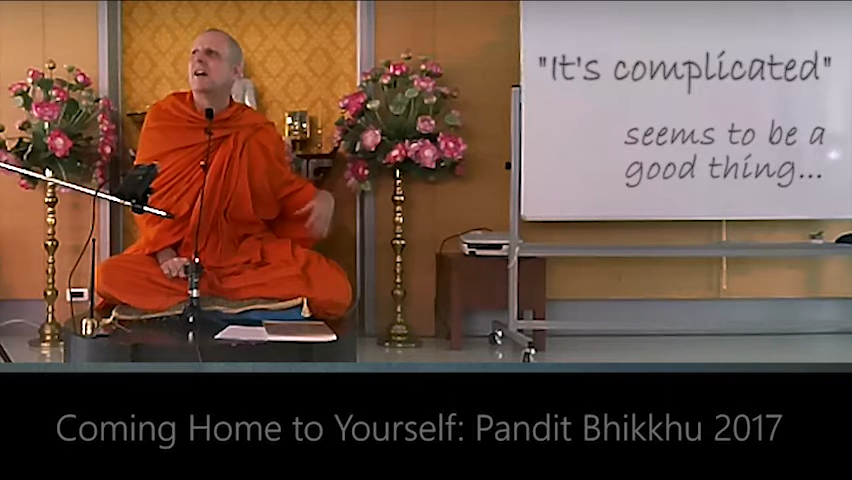 "It's complicated"
seems to be a
good thing...
Coming Home to Yourself: Pandit Bhikkhu 2017